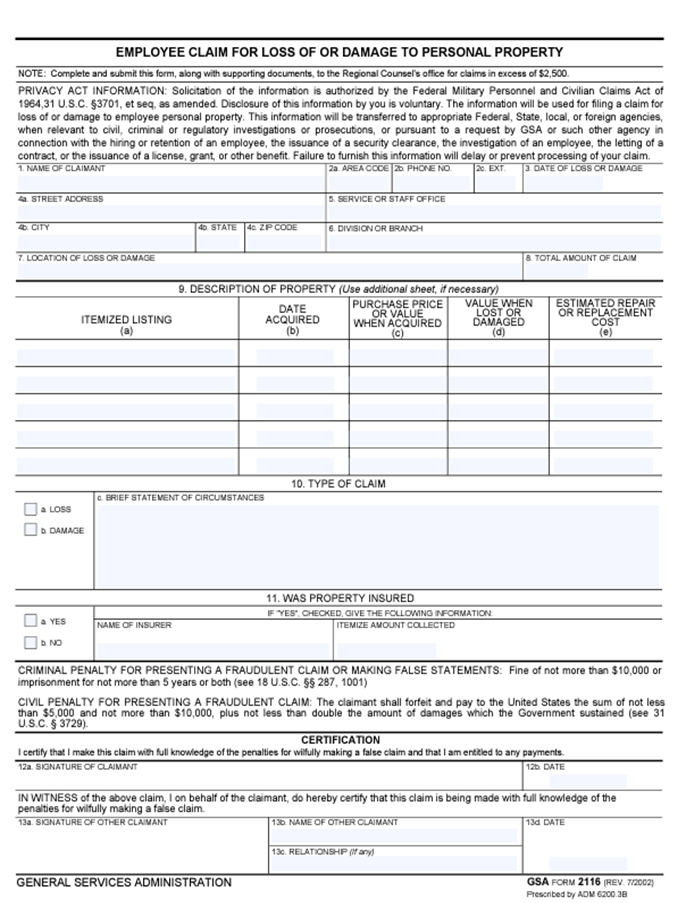 EMPLOYEE CLAIM FOR LOSS OF OR DAMAGE TO PERSONAL PROPERTY
NOTE: Complete and submit this form, along with supporting documents, to the Regional Counsel's office for claims in excess of $2,500.
PRIVACY ACT INFORMATION: Solicitation of the information is authorized by the Federal Military Personnel and Civilian Claims Act of
1964,31 U.S.C. §3701, et seq, as amended. Disclosure of this information by you is voluntary. The information will be used for filing a claim for
loss of or damage to employee personal property. This information will be transferred to appropriate Federal, State, local, or foreign agencies,
when relevant to civil, criminal or regulatory investigations or prosecutions, or pursuant to a request by GSA or such other agency in
connection with the hiring or retention of an employee, the issuance of a security clearance, the investigation of an employee, the letting of a
contract, or the issuance of a license, grant, or other benefit. Failure to furnish this information will delay or prevent processing of your claim.
1. NAME OF CLAIMANT
2a. AREA CODE
2b. PHONE NO.
2c. EXT.
3. DATE OF LOSS OR DAMAGE
4a. STREET ADDRESS
5. SERVICE OR STAFF OFFICE
4b. CITY
4b. STATE
4c. ZIP CODE
6. DIVISION OR BRANCH
7. LOCATION OF LOSS OR DAMAGE
8. TOTAL AMOUNT OF CLAIM
9. DESCRIPTION OF PROPERTY (Use additional sheet, if necessary)
ITEMIZED LISTING
(a)
DATE
ACQUIRED
(b)
PURCHASE PRICE
OR VALUE
WHEN ACQUIRED
(c)
VALUE WHEN
LOST OR
DAMAGED
(d)
ESTIMATED REPAIR
OR REPLACEMENT
COST
(e)
10. TYPE OF CLAIM
a. LOSS
b. DAMAGE
c. BRIEF STATEMENT OF CIRCUMSTANCES
11. WAS PROPERTY INSURED
a. YES
b. NO
IF "YES", CHECKED, GIVE THE FOLLOWING INFORMATION:
NAME OF INSURER
ITEMIZE AMOUNT COLLECTED
CRIMINAL PENALTY FOR PRESENTING A FRAUDULENT CLAIM OR MAKING FALSE STATEMENTS: Fine of not more than $10,000 or
imprisonment for not more than 5 years or both (see 18 U.S.C. §§ 287, 1001)
CIVIL PENALTY FOR PRESENTING A FRAUDULENT CLAIM: The claimant shall forfeit and pay to the United States the sum of not less
than $5,000 and not more than $10,000, plus not less than double the amount of damages which the Government sustained (see 31
U.S.C. § 3729).
CERTIFICATION
I certify that I make this claim with full knowledge of the penalties for wilfully making a false claim and that I am entitled to any payments.
12a. SIGNATURE OF CLAIMANT
12b. DATE
IN WITNESS of the above claim, I on behalf of the claimant, do hereby certify that this claim is being made with full knowledge of the
penalties for wilfully making a false claim.
13a. SIGNATURE OF OTHER CLAIMANT
13b. NAME OF OTHER CLAIMANT
13d. DATE
13c. RELATIONSHIP (If any)
GENERAL SERVICES ADMINISTRATION
GSA FORM 2116 (REV. 7/2002)
Prescribed by ADM 6200.3B